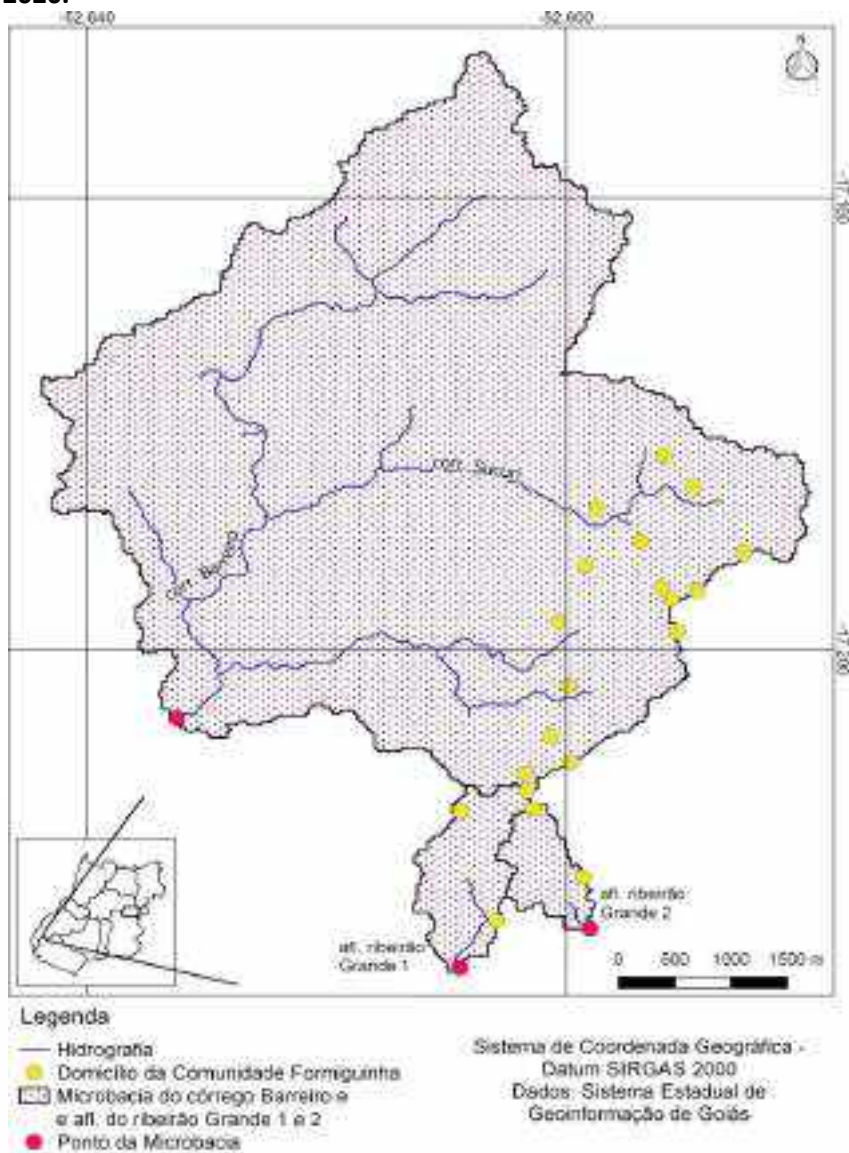 2020.
-52,640
-52,600
N
-17,160
-17,200
córr. Sucuri
córr. Barreiro
afl. ribeirão
Grande 2
afl. ribeirão
Grande 1
0 500 1000 1500 m
Legenda
Hidrografia
Domicílio da Comunidade Formiguinha
Microbacia do córrego Barreiro e
e afl. do ribeirão Grande 1 e 2
Ponto da Microbacia
Sistema de Coordenada Geográfica -
Datum SIRGAS 2000
Dados: Sistema Estadual de
Geoinformação de Goiás